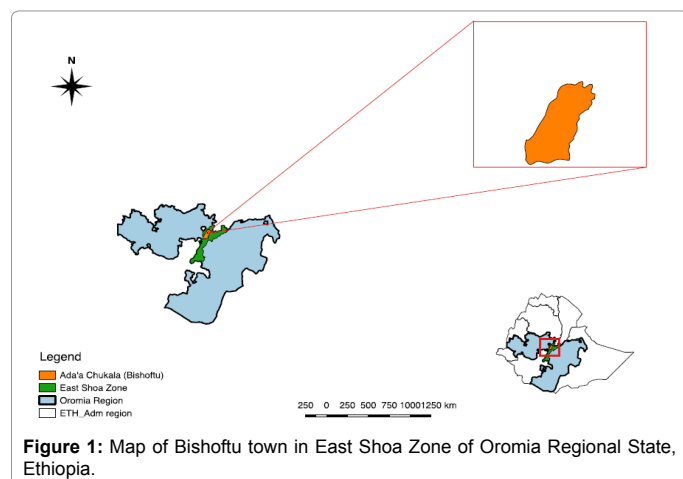 N
Legend
Ada'a Chukala (Bishoftu)
East Shoa Zone
Oromia Region
ETH_Adm region
250 0 250 500 750 10001250 km
Figure 1: Map of Bishoftu town in East Shoa Zone of Oromia Regional State,
Ethiopia.